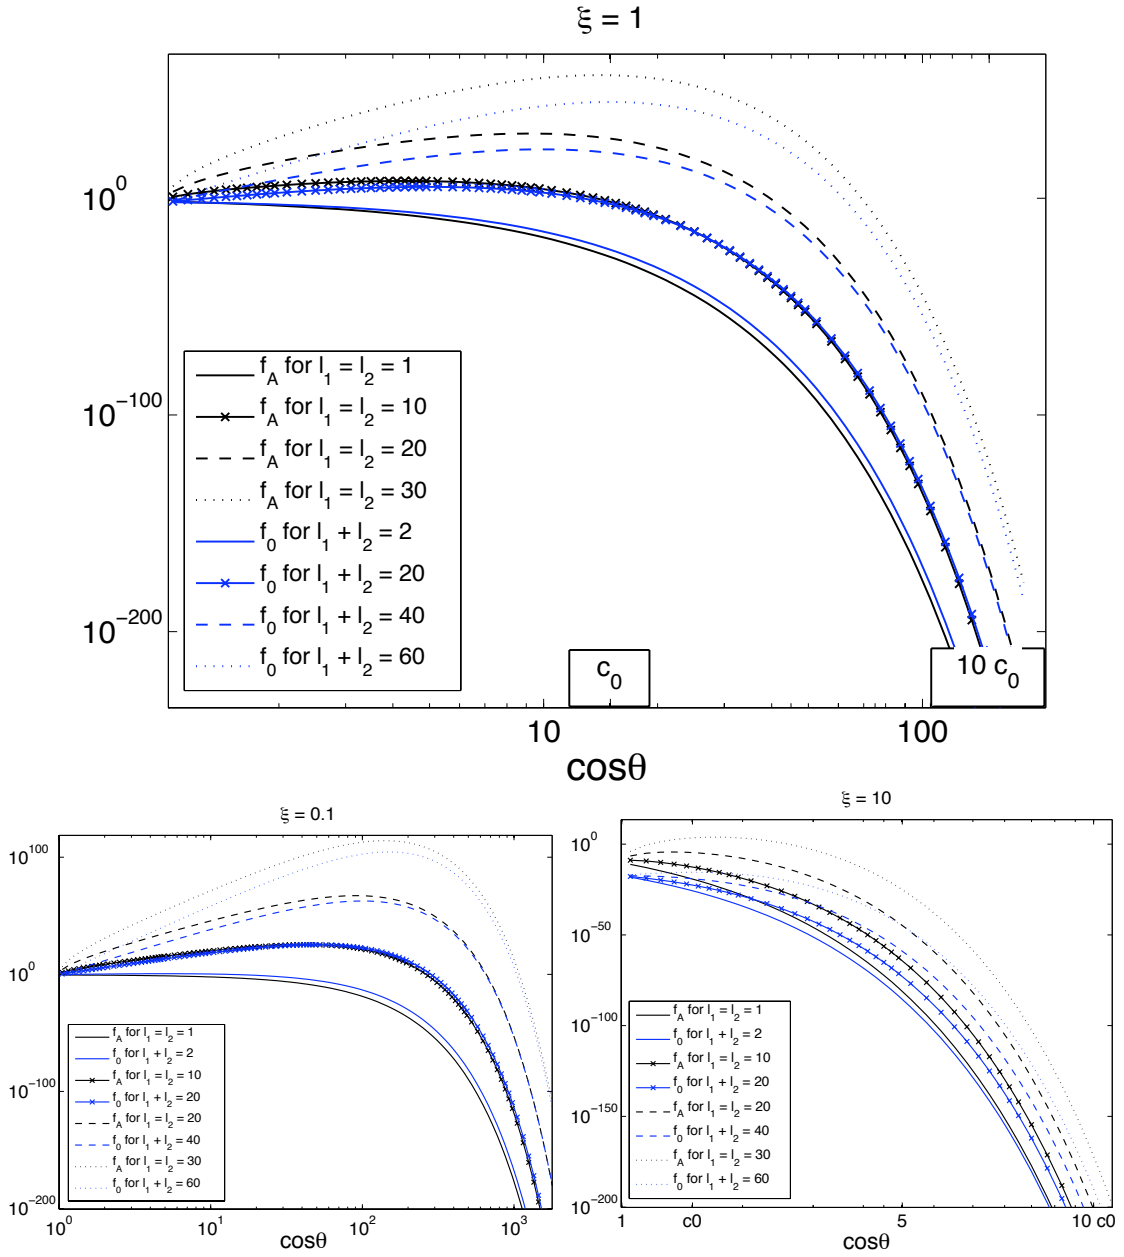 ξ = 1
10^0
10^-100
10^-200
f_A for l_1 = l_2 = 1
f_A for l_1 = l_2 = 10
f_A for l_1 = l_2 = 20
f_A for l_1 = l_2 = 30
f_0 for l_1 + l_2 = 2
f_0 for l_1 + l_2 = 20
f_0 for l_1 + l_2 = 40
f_0 for l_1 + l_2 = 60
c_0
10 c_0
10 100
cosθ
ξ = 0.1
10^100
10^0
10^-100
10^-200
f_A for l_1 = l_2 = 1
f_0 for l_1 + l_2 = 2
f_A for l_1 = l_2 = 10
f_0 for l_1 + l_2 = 20
f_A for l_1 = l_2 = 20
f_0 for l_1 + l_2 = 40
f_A for l_1 = l_2 = 30
f_0 for l_1 + l_2 = 60
10^0 10^1 10^2 10^3
cosθ
ξ = 10
10^0
10^-50
10^-100
10^-150
10^-200
f_A for l_1 = l_2 = 1
f_0 for l_1 + l_2 = 2
f_A for l_1 = l_2 = 10
f_0 for l_1 + l_2 = 20
f_A for l_1 = l_2 = 20
f_0 for l_1 + l_2 = 40
f_A for l_1 = l_2 = 30
f_0 for l_1 + l_2 = 60
1 c0 5 10 c0
cosθ